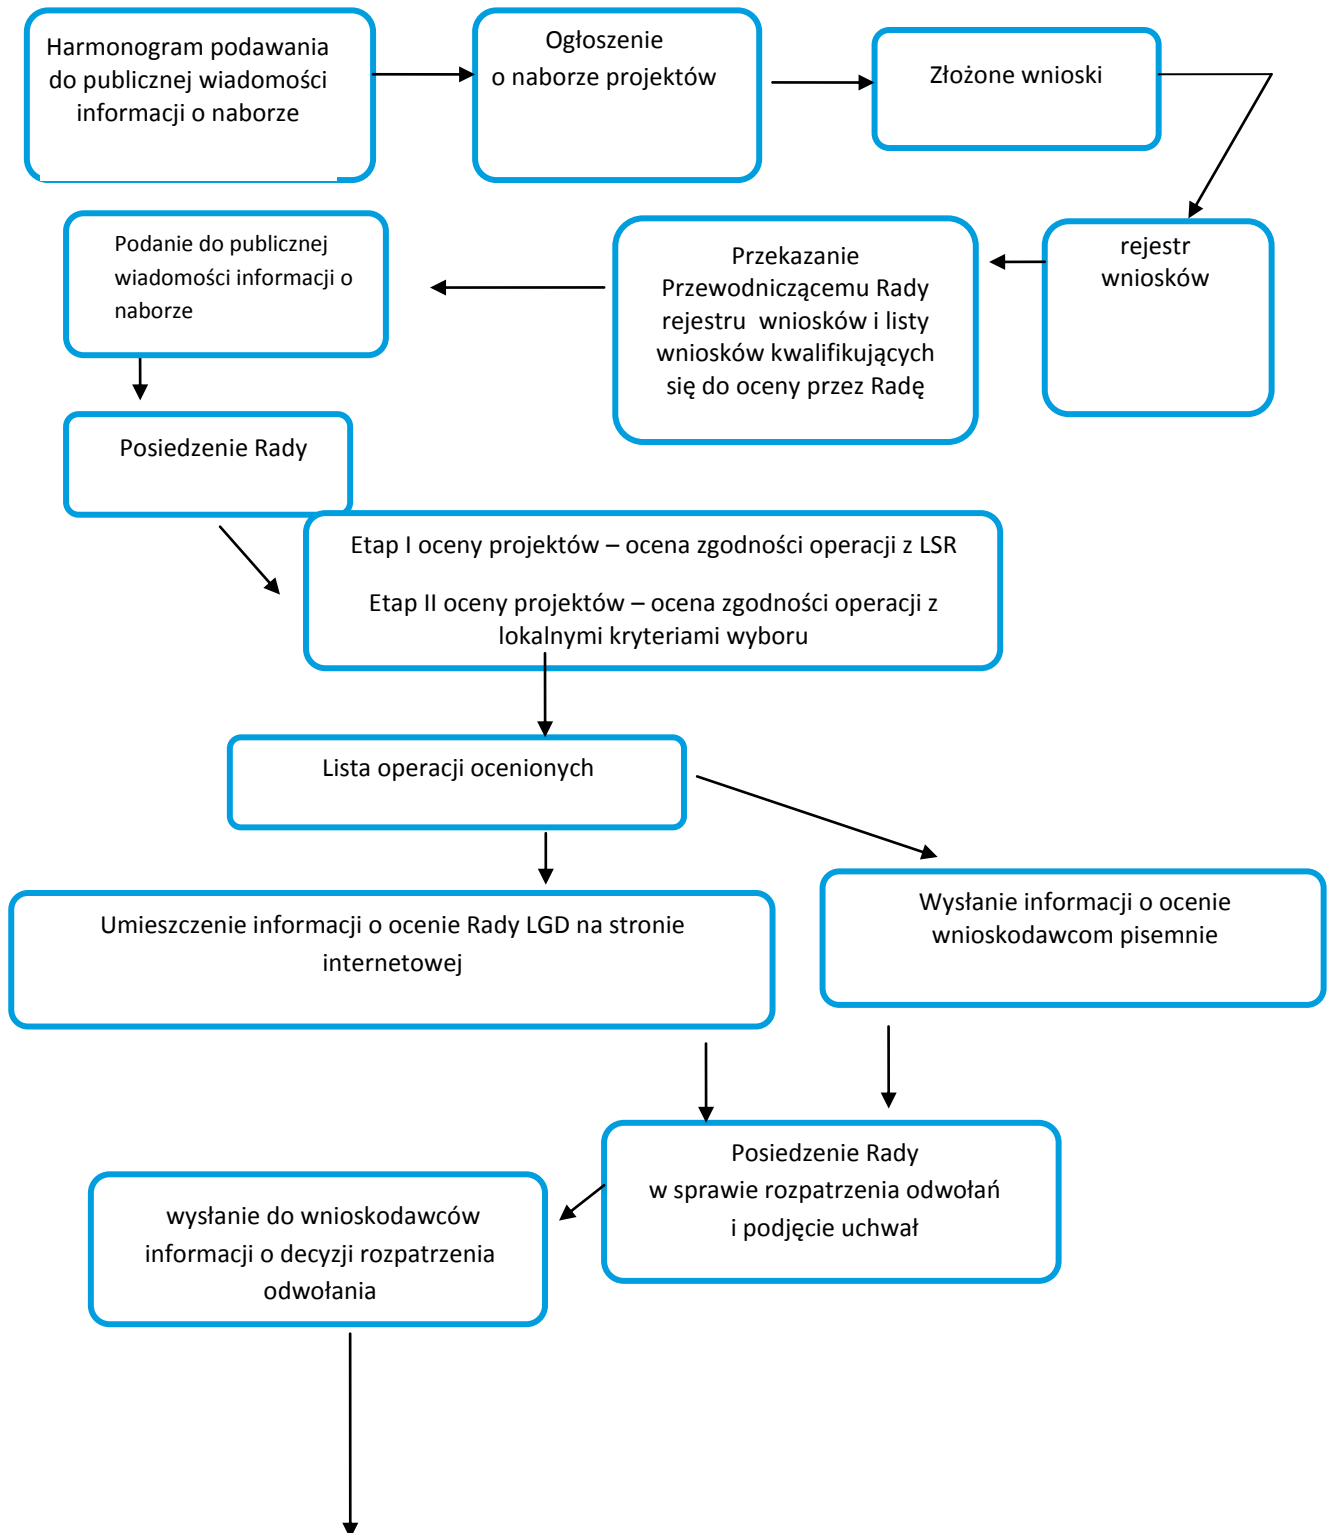 Harmonogram podawania
do publicznej wiadomości
informacji o naborze
Ogłoszenie
o naborze projektów
Złożone wnioski
rejestr
wniosków
Przekazanie
Przewodniczącemu Rady
rejestru wniosków i listy
wniosków kwalifikujących
się do oceny przez Radę
Podanie do publicznej
wiadomości informacji o
naborze
Posiedzenie Rady
Etap I oceny projektów – ocena zgodności operacji z LSR
Etap II oceny projektów – ocena zgodności operacji z
lokalnymi kryteriami wyboru
Lista operacji ocenionych
Umieszczenie informacji o ocenie Rady LGD na stronie
internetowej
Wysłanie informacji o ocenie
wnioskodawcom pisemnie
Posiedzenie Rady
w sprawie rozpatrzenia odwołań
i podjęcie uchwał
wysłanie do wnioskodawców
informacji o decyzji rozpatrzenia
odwołania